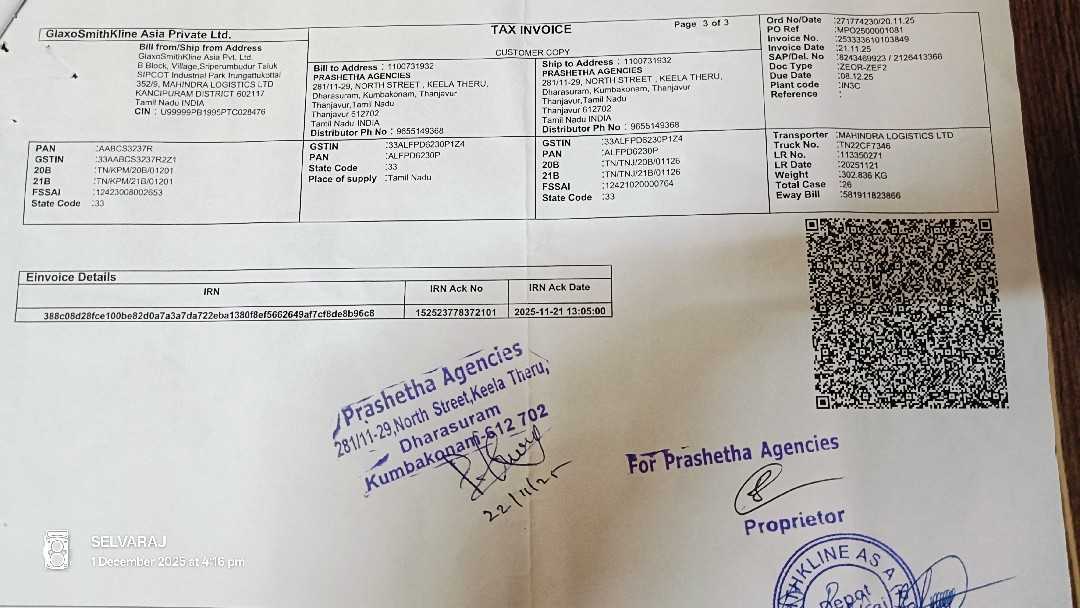 GlaxoSmithKline Asia Private Ltd.
Bill from/Ship from Address
GlaxoSmithKline Asia Pvt. Ltd.
B Block, Village,Sriperumbudur Taluk
SIPCOT Industrial Park Irungattukottai
352/9, MAHINDRA LOGISTICS LTD
KANCIPURAM DISTRICT 602117
Tamil Nadu INDIA
CIN : U99999PB1995PTC028476
TAX INVOICE
Page 3 of 3
CUSTOMER COPY
Bill to Address : 1100731932
PRASHETHA AGENCIES
281/11-29, NORTH STREET , KEELA THERU,
Dharasuram, Kumbakonam, Thanjavur
Thanjavur,Tamil Nadu
Thanjavur 612702
Tamil Nadu INDIA
Distributor Ph No : 9655149368
Ship to Address : 1100731932
PRASHETHA AGENCIES
281/11-29, NORTH STREET , KEELA THERU,
Dharasuram, Kumbakonam, Thanjavur
Thanjavur,Tamil Nadu
Thanjavur 612702
Tamil Nadu INDIA
Distributor Ph No : 9655149368
Ord No/Date :271774230/20.11.25
PO Ref :MPO2500001081
Invoice No. :253336101 03849
Invoice Date :21.11.25
SAP/Del. No :8243469923 / 2126413366
Doc Type :ZEOR-ZEF2
Due Date :08.12.25
Plant code :IN3C
Reference :
PAN :AABCS3237R
GSTIN :33AABCS3237R2Z1
20B :TN/KPM/20B/01201
21B :TN/KPM/21B/01201
FSSAI :12423008002653
State Code :33
GSTIN :33ALFPD6230P1Z4
PAN :ALFPD6230P
State Code :33
Place of supply :Tamil Nadu
GSTIN :33ALFPD6230P1Z4
PAN :ALFPD6230P
20B :TN/TNJ/20B/01126
21B :TN/TNJ/21B/01126
FSSAI :12421020000764
State Code :33
Transporter :MAHINDRA LOGISTICS LTD
Truck No. :TN22CF7346
LR No. :113350271
LR Date :20251121
Weight :302.836 KG
Total Case :26
Eway Bill :581911823866
Einvoice Details
IRN IRN Ack No IRN Ack Date
388c08d28fce100be82d0a7a3a7da722eba1380f8ef5662649af7cf8de8b96c8 152523778372101 2025-11-21 13:05:00
Prashetha Agencies
281/11-29,North Street,Keela Theru,
Dharasuram
Kumbakonam-612 702
22/11/25
For Prashetha Agencies
Proprietor
SELVARAJ
1 December 2025 at 4:16 pm